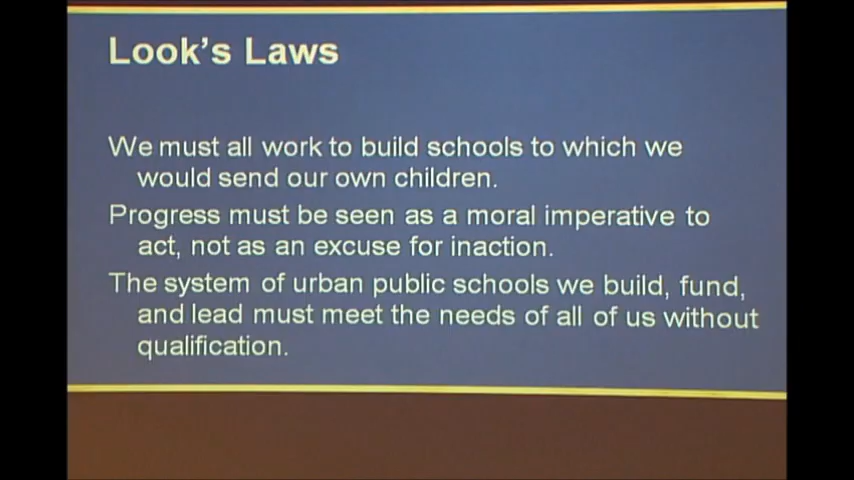 Look's Laws
We must all work to build schools to which we
would send our own children.
Progress must be seen as a moral imperative to
act, not as an excuse for inaction.
The system of urban public schools we build, fund,
and lead must meet the needs of all of us without
qualification.